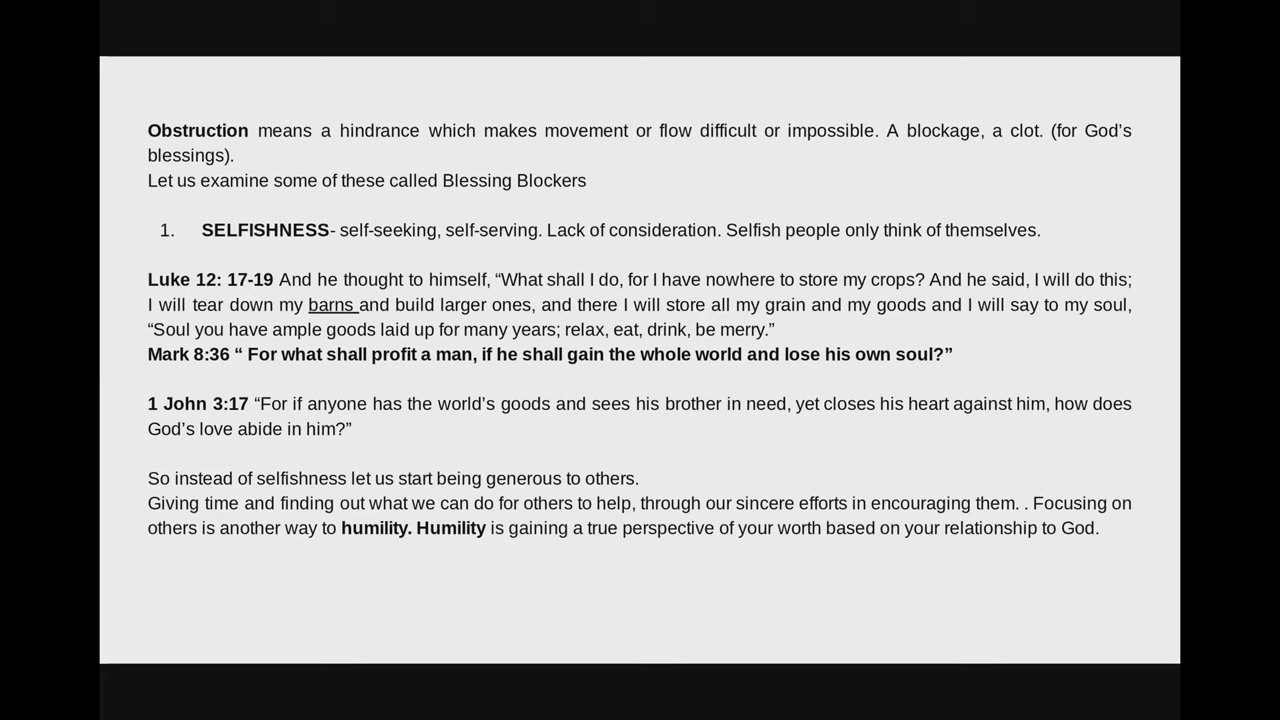 Obstruction means a hindrance which makes movement or flow difficult or impossible. A blockage, a clot. (for God’s
blessings).
Let us examine some of these called Blessing Blockers
1. SELFISHNESS- self-seeking, self-serving. Lack of consideration. Selfish people only think of themselves.
Luke 12: 17-19 And he thought to himself, “What shall I do, for I have nowhere to store my crops? And he said, I will do this;
I will tear down my barns and build larger ones, and there I will store all my grain and my goods and I will say to my soul,
“Soul you have ample goods laid up for many years; relax, eat, drink, be merry.”
Mark 8:36 “ For what shall profit a man, if he shall gain the whole world and lose his own soul?”
1 John 3:17 “For if anyone has the world’s goods and sees his brother in need, yet closes his heart against him, how does
God’s love abide in him?”
So instead of selfishness let us start being generous to others.
Giving time and finding out what we can do for others to help, through our sincere efforts in encouraging them. . Focusing on
others is another way to humility. Humility is gaining a true perspective of your worth based on your relationship to God.